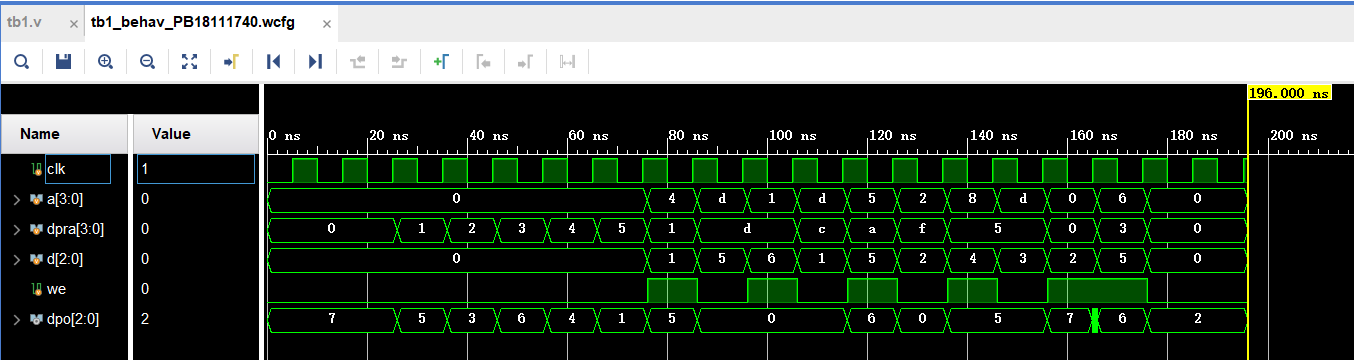 tb1.v × tb1_behav_PB18111740.wcfg ×
196.000 ns
Name Value 0 ns 20 ns 40 ns 60 ns 80 ns 100 ns 120 ns 140 ns 160 ns 180 ns 200 ns
clk 1
a[3:0] 0 0 4 d 1 d 5 2 8 d 0 6 0
dpra[3:0] 0 0 1 2 3 4 5 1 d c a f 5 0 3 0
d[2:0] 0 0 1 5 6 1 5 2 4 3 2 5 0
we 0
dpo[2:0] 2 7 5 3 6 4 1 5 0 6 0 5 7 6 2